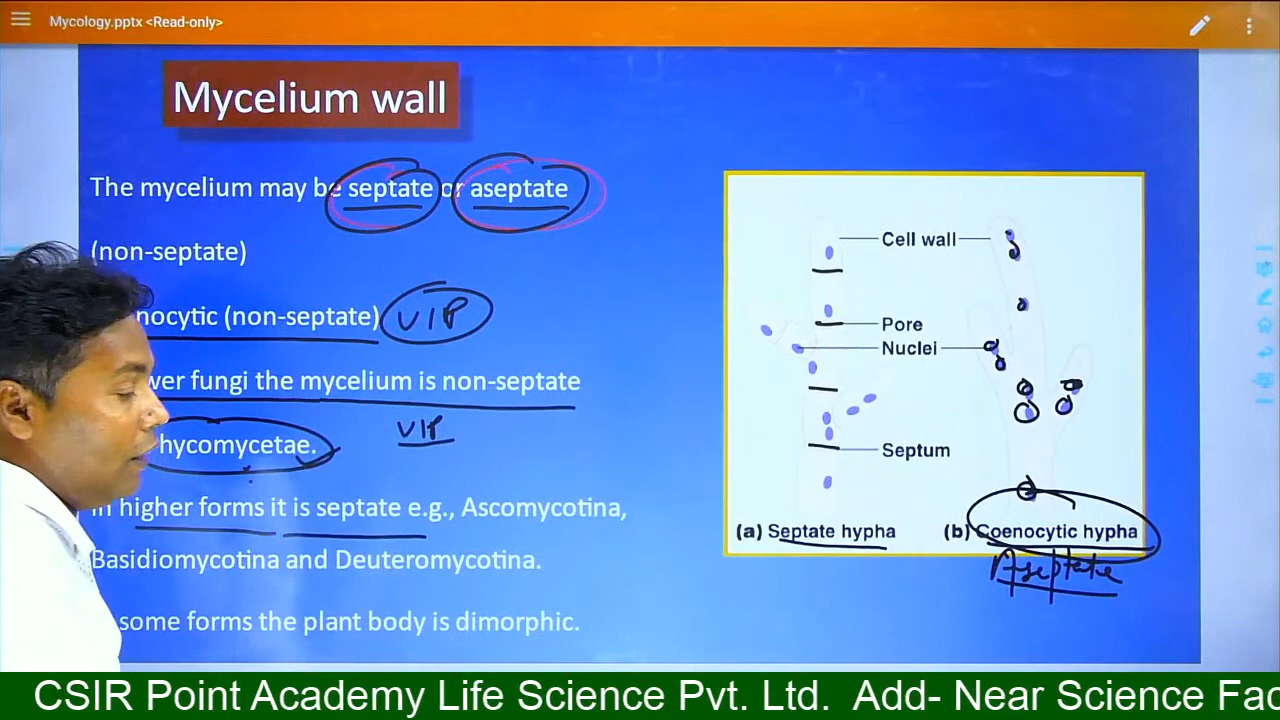 Mycology.pptx <Read-only>
Mycelium wall
The mycelium may be septate or aseptate
(non-septate)
nocytic (non-septate) VIP
wer fungi the mycelium is non-septate
hycomycetae. VIP
In higher forms it is septate e.g., Ascomycotina,
Basidiomycotina and Deuteromycotina.
some forms the plant body is dimorphic.
Cell wall
Pore
Nuclei
Septum
(a) Septate hypha
(b) Coenocytic hypha
Aseptate
CSIR Point Academy Life Science Pvt. Ltd. Add- Near Science Fac